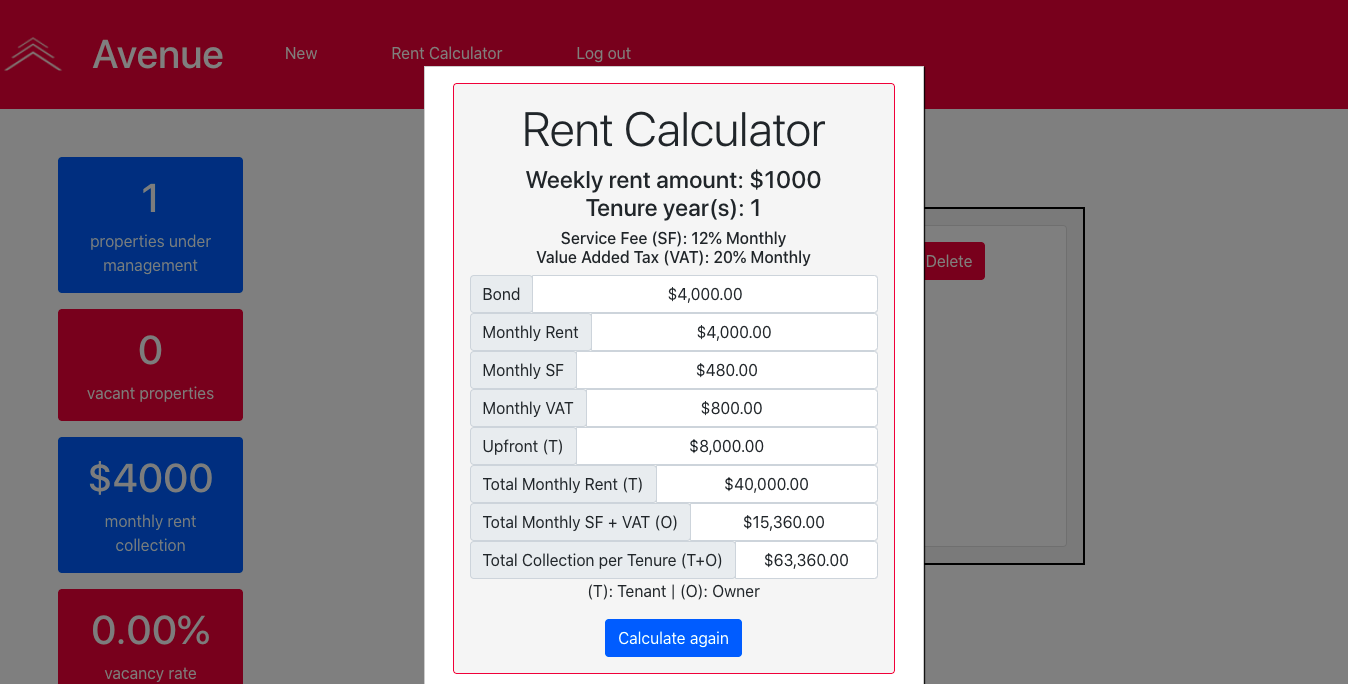 Avenue
New
Rent Calculator
Log out
1
properties under
management
0
vacant properties
$4000
monthly rent
collection
0.00%
vacancy rate
Rent Calculator
Weekly rent amount: $1000
Tenure year(s): 1
Service Fee (SF): 12% Monthly
Value Added Tax (VAT): 20% Monthly
Bond $4,000.00
Monthly Rent $4,000.00
Monthly SF $480.00
Monthly VAT $800.00
Upfront (T) $8,000.00
Total Monthly Rent (T) $40,000.00
Total Monthly SF + VAT (O) $15,360.00
Total Collection per Tenure (T+O) $63,360.00
(T): Tenant | (O): Owner
Calculate again
Delete